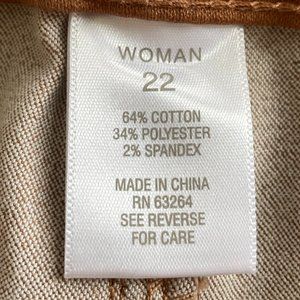 WOMAN
22
64% COTTON
34% POLYESTER
2% SPANDEX
MADE IN CHINA
RN 63264
SEE REVERSE
FOR CARE